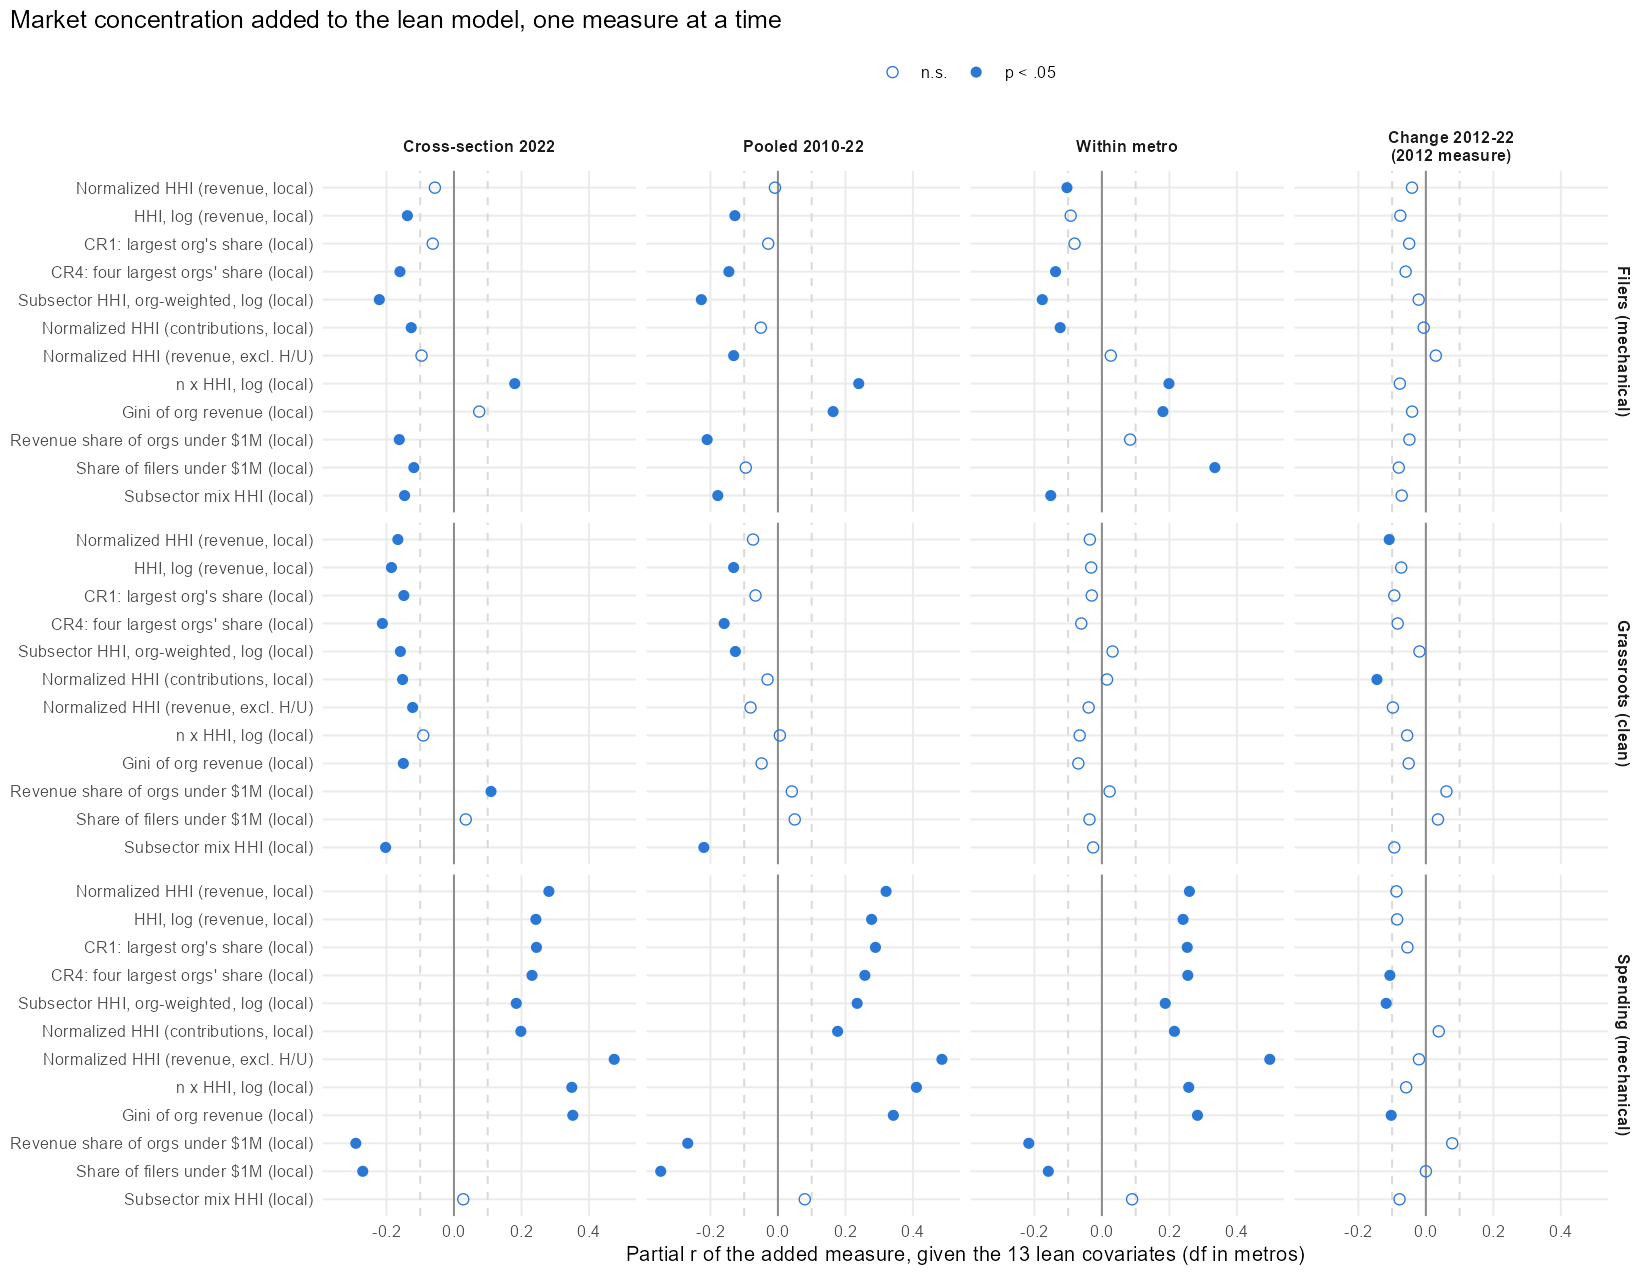 Market concentration added to the lean model, one measure at a time
n.s.
p < .05
Cross-section 2022
Pooled 2010-22
Within metro
Change 2012-22
(2012 measure)
Normalized HHI (revenue, local)
HHI, log (revenue, local)
CR1: largest org's share (local)
CR4: four largest orgs' share (local)
Subsector HHI, org-weighted, log (local)
Normalized HHI (contributions, local)
Normalized HHI (revenue, excl. H/U)
n x HHI, log (local)
Gini of org revenue (local)
Revenue share of orgs under $1M (local)
Share of filers under $1M (local)
Subsector mix HHI (local)
Filers (mechanical)
Normalized HHI (revenue, local)
HHI, log (revenue, local)
CR1: largest org's share (local)
CR4: four largest orgs' share (local)
Subsector HHI, org-weighted, log (local)
Normalized HHI (contributions, local)
Normalized HHI (revenue, excl. H/U)
n x HHI, log (local)
Gini of org revenue (local)
Revenue share of orgs under $1M (local)
Share of filers under $1M (local)
Subsector mix HHI (local)
Grassroots (clean)
Normalized HHI (revenue, local)
HHI, log (revenue, local)
CR1: largest org's share (local)
CR4: four largest orgs' share (local)
Subsector HHI, org-weighted, log (local)
Normalized HHI (contributions, local)
Normalized HHI (revenue, excl. H/U)
n x HHI, log (local)
Gini of org revenue (local)
Revenue share of orgs under $1M (local)
Share of filers under $1M (local)
Subsector mix HHI (local)
Spending (mechanical)
-0.2 0.0 0.2 0.4
-0.2 0.0 0.2 0.4
-0.2 0.0 0.2 0.4
-0.2 0.0 0.2 0.4
Partial r of the added measure, given the 13 lean covariates (df in metros)